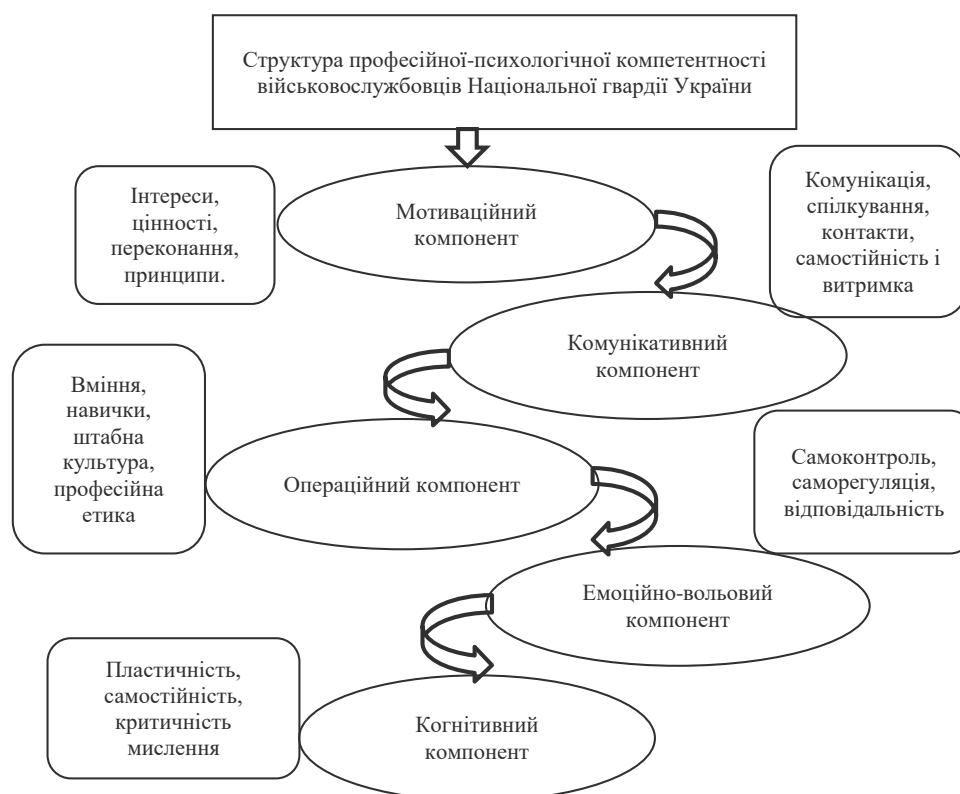 Структура професійної-психологічної компетентності
військовослужбовців Національної гвардії України
Інтереси,
цінності,
переконання,
принципи.
Мотиваційний
компонент
Комунікація,
спілкування,
контакти,
самостійність і
витримка
Комунікативний
компонент
Вміння,
навички,
штабна
культура,
професійна
етика
Операційний компонент
Самоконтроль,
саморегуляція,
відповідальність
Емоційно-вольовий
компонент
Пластичність,
самостійність,
критичність
мислення
Когнітивний
компонент